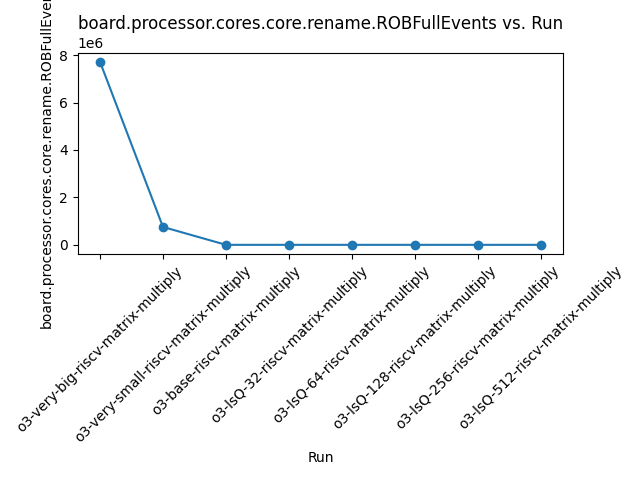 board.processor.cores.core.rename.ROBFullEvents vs. Run
1e6
8
6
4
2
0
board.processor.cores.core.rename.ROBFullEven
o3-very-big-riscv-matrix-multiply
o3-very-small-riscv-matrix-multiply
o3-base-riscv-matrix-multiply
o3-lsQ-32-riscv-matrix-multiply
o3-lsQ-64-riscv-matrix-multiply
o3-lsQ-128-riscv-matrix-multiply
o3-lsQ-256-riscv-matrix-multiply
o3-lsQ-512-riscv-matrix-multiply
Run